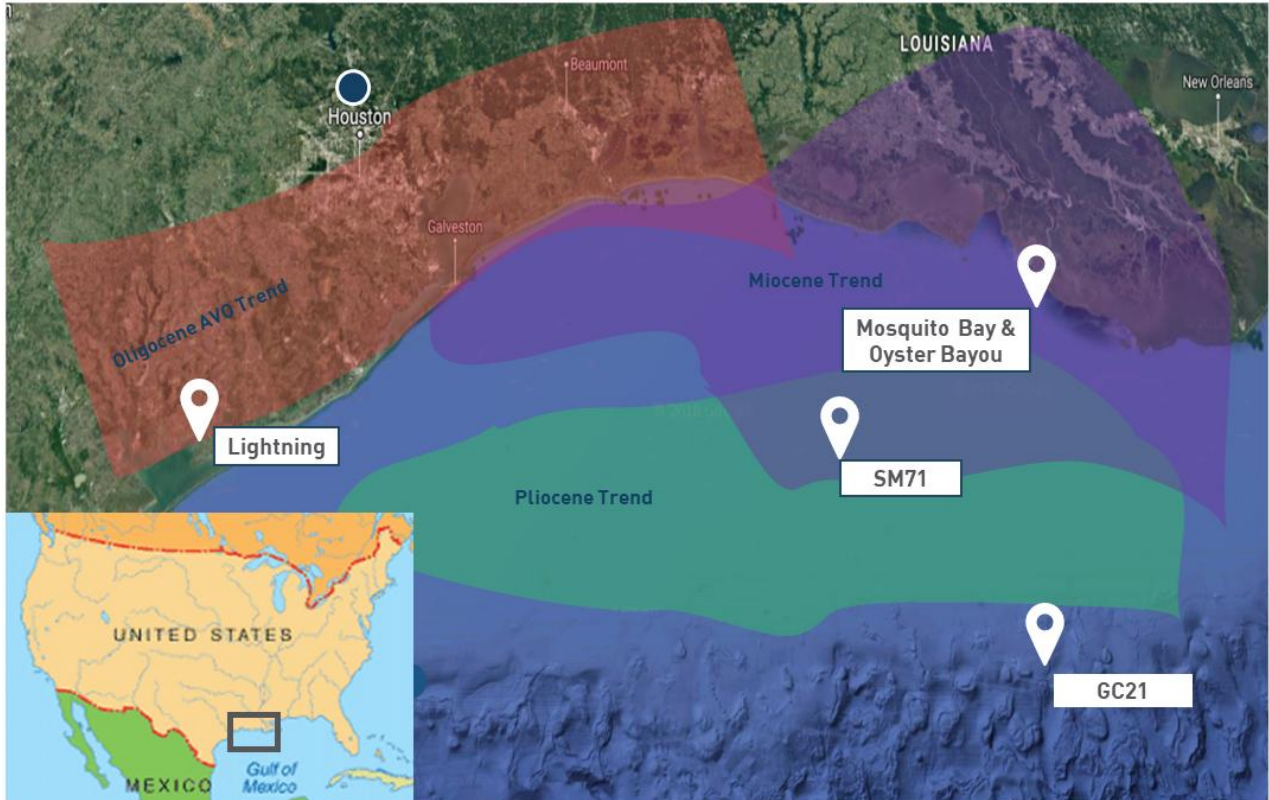 LOUISIANA
Beaumont
New Orleans
Houston
Galveston
Oligocene AVO Trend
Miocene Trend
Mosquito Bay &
Oyster Bayou
Lightning
SM71
Pliocene Trend
GC21
UNITED STATES
MEXICO
Gulf of
Mexico